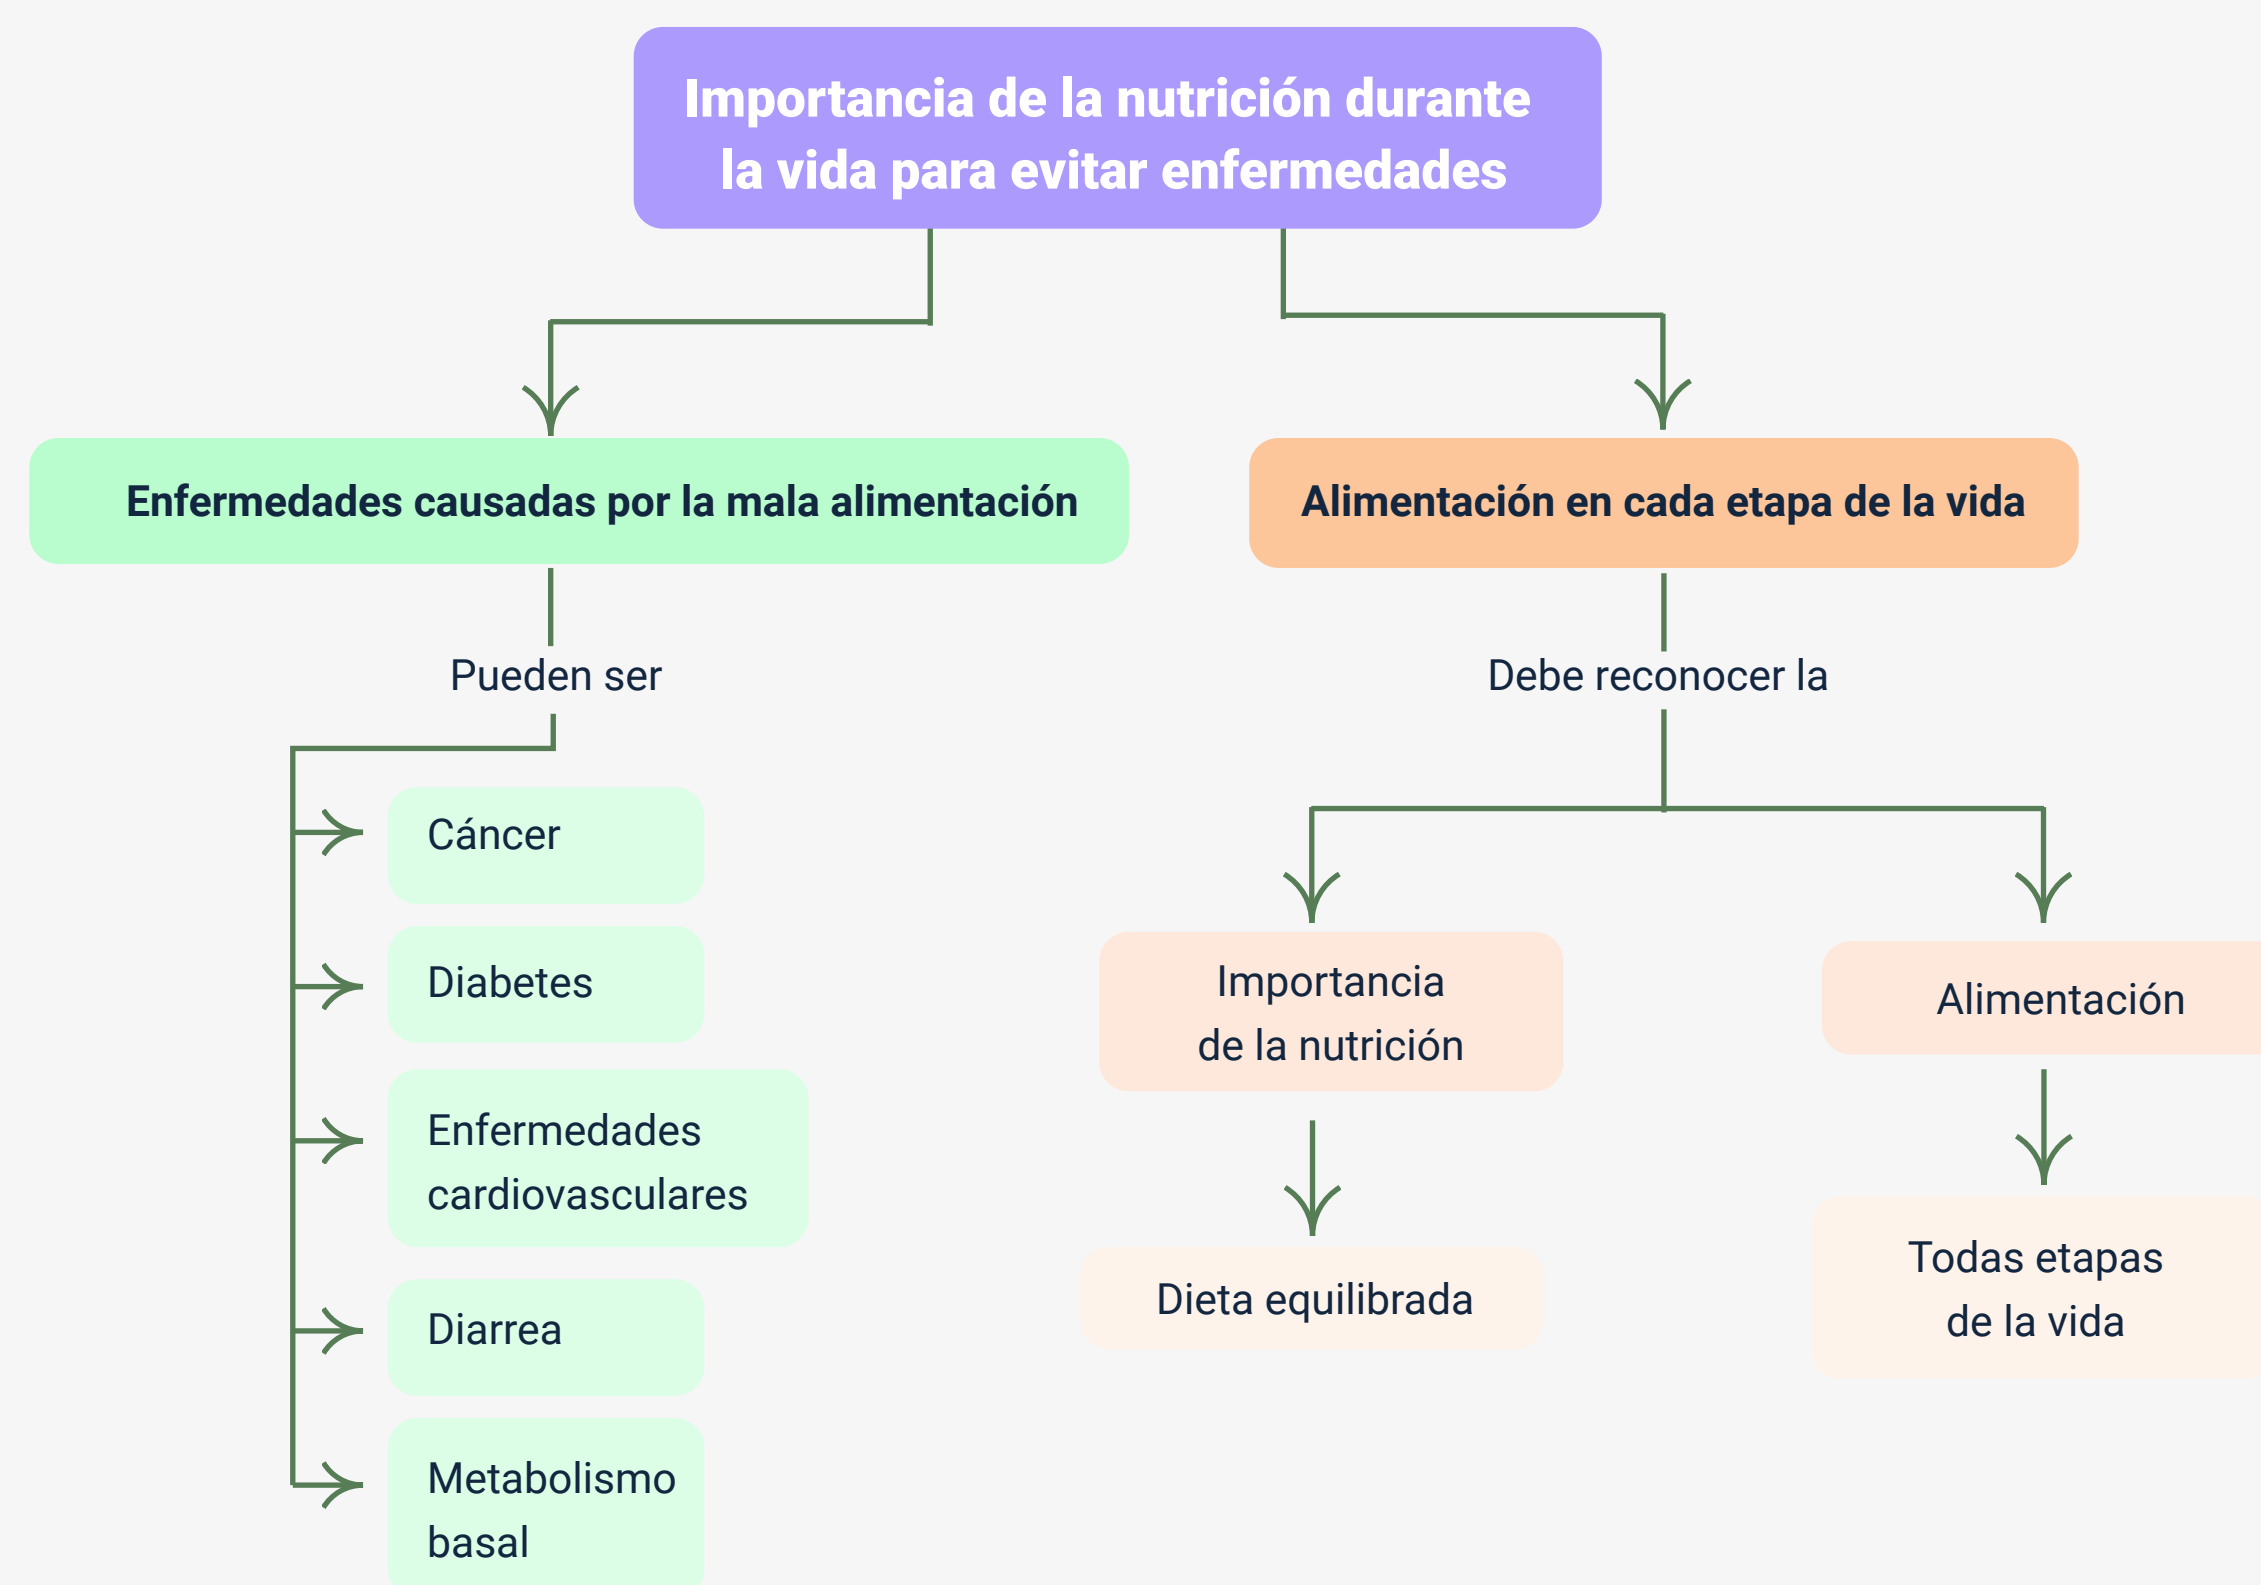 Importancia de la nutrición durante
la vida para evitar enfermedades
Enfermedades causadas por la mala alimentación
Alimentación en cada etapa de la vida
Pueden ser
Debe reconocer la
Cáncer
Diabetes
Enfermedades
cardiovasculares
Diarrea
Metabolismo
basal
Importancia
de la nutrición
Alimentación
Dieta equilibrada
Todas etapas
de la vida